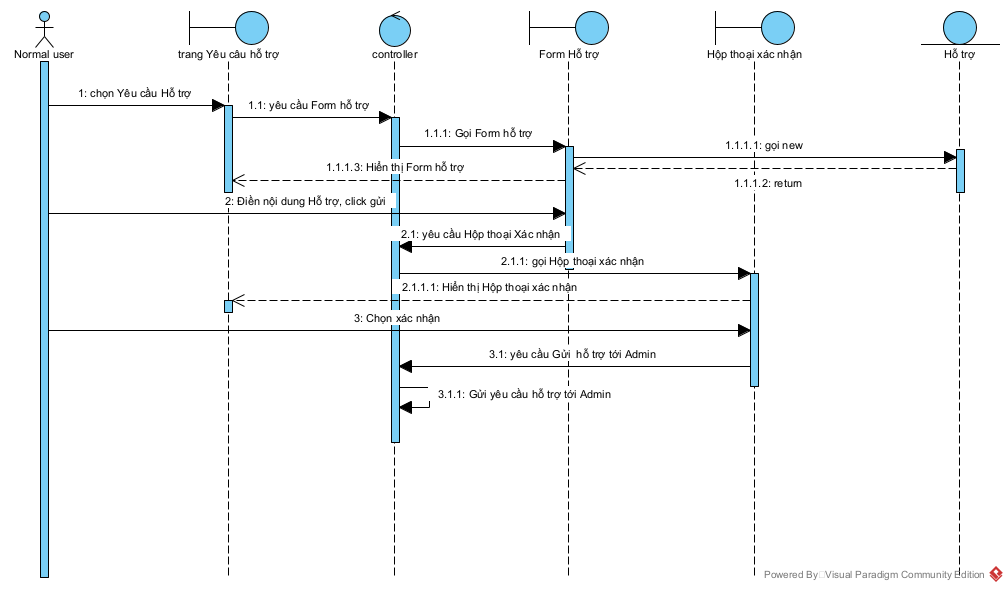 Normal user
trang Yêu câu hỗ trợ
controller
Form Hỗ trợ
Hộp thoại xác nhận
Hỗ trợ
1: chọn Yêu cầu Hỗ trợ
1.1: yêu cầu Form hỗ trợ
1.1.1: Gọi Form hỗ trợ
1.1.1.1: gọi new
1.1.1.3: Hiển thị Form hỗ trợ
1.1.1.2: return
2: Điền nội dung Hỗ trợ, click gửi
2.1: yêu cầu Hộp thoại Xác nhận
2.1.1: gọi Hộp thoại xác nhận
2.1.1.1: Hiển thị Hộp thoại xác nhận
3: Chọn xác nhận
3.1: yêu cầu Gửi hỗ trợ tới Admin
3.1.1: Gửi yêu cầu hỗ trợ tới Admin
Powered By Visual Paradigm Community Edition